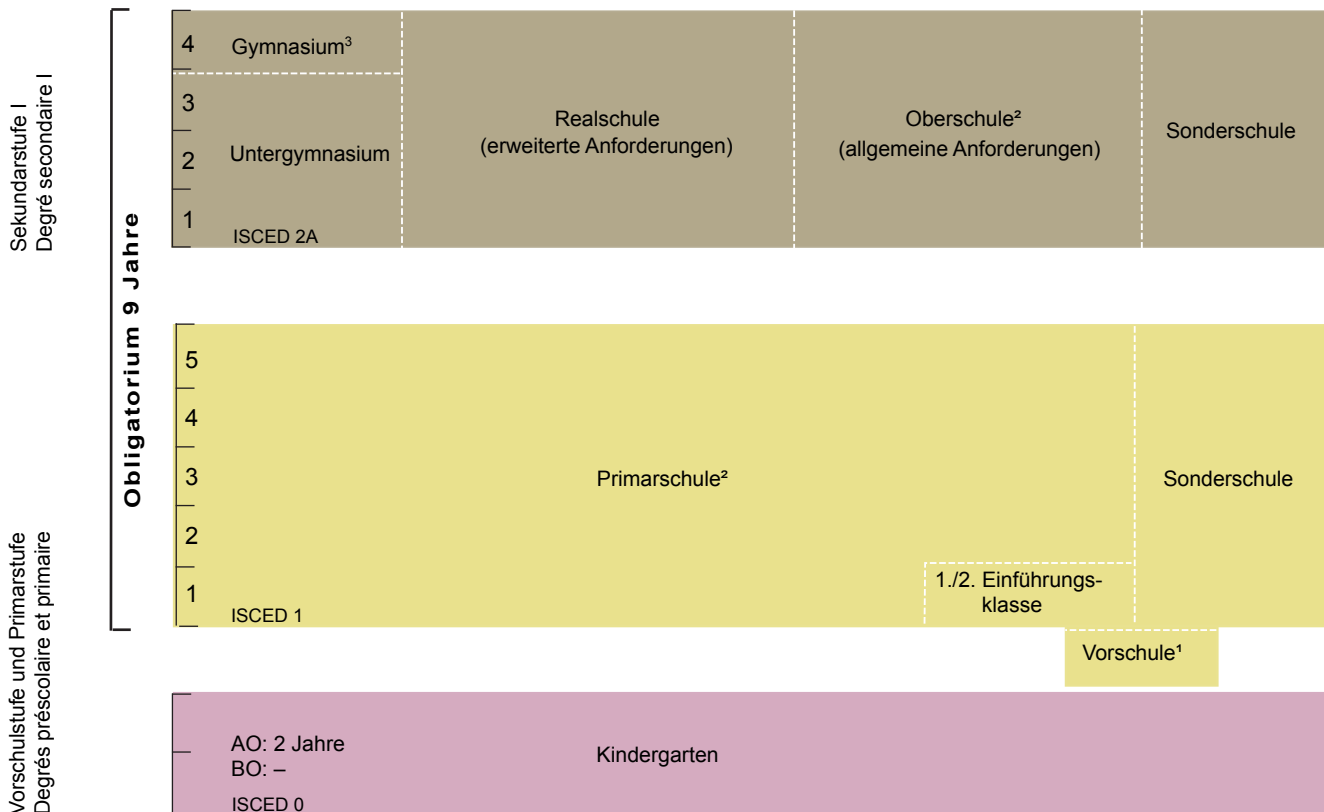 Sekundarstufe I
Degré secondaire I
Obligatorium 9 Jahre
4
Gymnasium³
3
2
Untergymnasium
1
ISCED 2A
Realschule
(erweiterte Anforderungen)
Oberschule²
(allgemeine Anforderungen)
Sonderschule
Vorschulstufe und Primarstufe
Degrés préscolaire et primaire
5
4
3
2
1
ISCED 1
Primarschule²
1./2. Einführungs-
klasse
Sonderschule
Vorschule¹
AO: 2 Jahre
BO: –
ISCED 0
Kindergarten